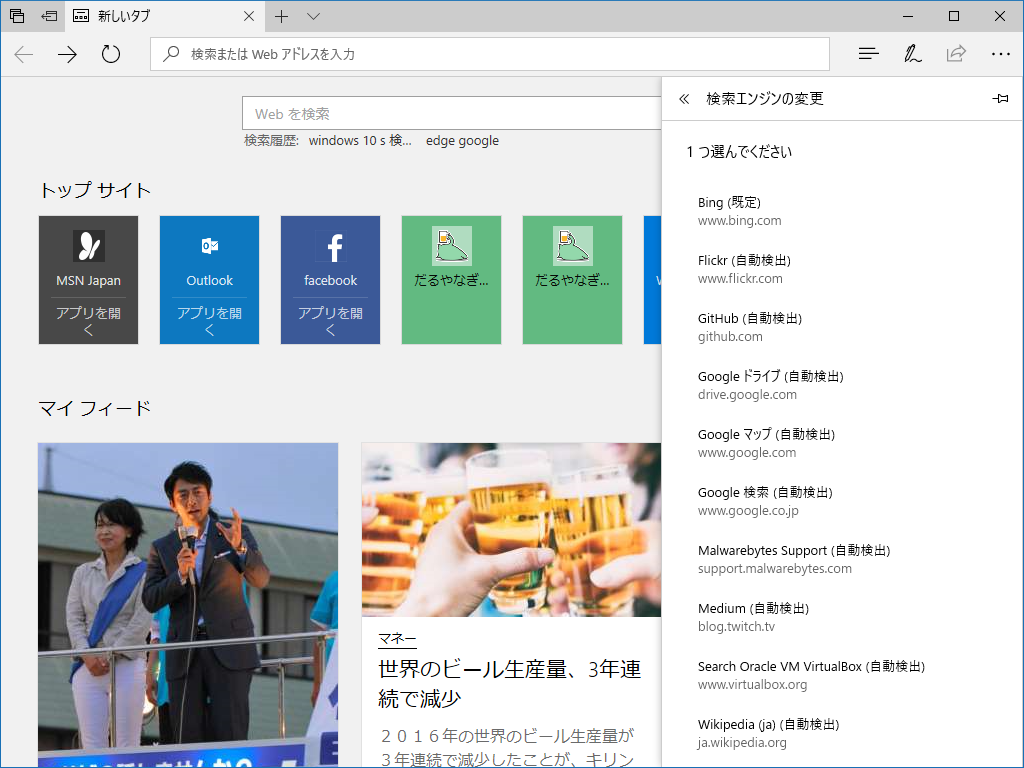 新しいタブ
検索または Web アドレスを入力
Web を検索
検索履歴: windows 10 s 検... edge google
トップ サイト
MSN Japan
アプリを開
く
Outlook
アプリを開
く
facebook
アプリを開
く
だるやなぎ...
だるやなぎ...
マイ フィード
マネー
世界のビール生産量、3年連
続で減少
２０１６年の世界のビール生産量が
３年連続で減少したことが、キリン
検索エンジンの変更
1 つ選んでください
Bing (既定)
www.bing.com
Flickr (自動検出)
www.flickr.com
GitHub (自動検出)
github.com
Google ドライブ (自動検出)
drive.google.com
Google マップ (自動検出)
www.google.com
Google 検索 (自動検出)
www.google.co.jp
Malwarebytes Support (自動検出)
support.malwarebytes.com
Medium (自動検出)
blog.twitch.tv
Search Oracle VM VirtualBox (自動検出)
www.virtualbox.org
Wikipedia (ja) (自動検出)
ja.wikipedia.org